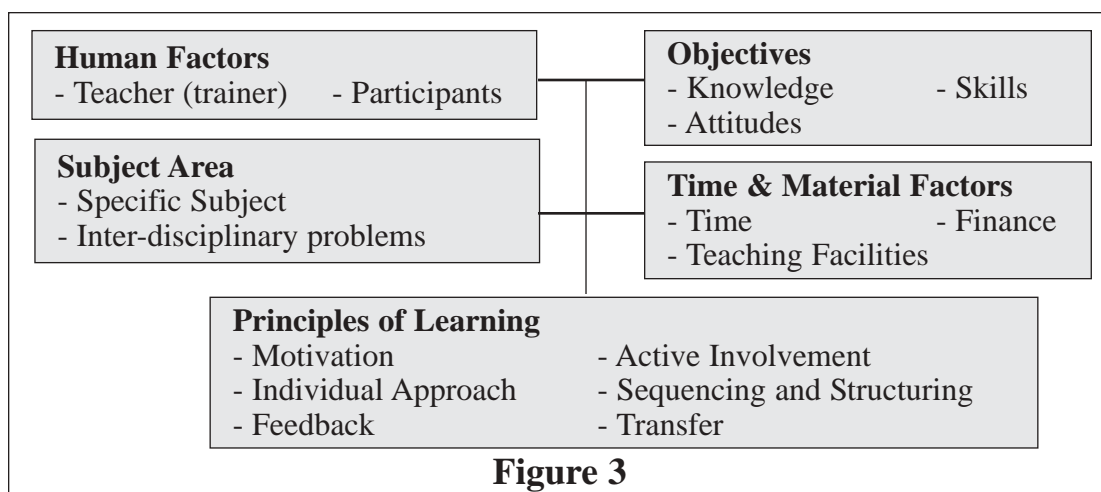 Human Factors
- Teacher (trainer) - Participants
Objectives
- Knowledge - Skills
- Attitudes
Subject Area
- Specific Subject
- Inter-disciplinary problems
Time & Material Factors
- Time - Finance
- Teaching Facilities
Principles of Learning
- Motivation - Active Involvement
- Individual Approach - Sequencing and Structuring
- Feedback - Transfer
Figure 3